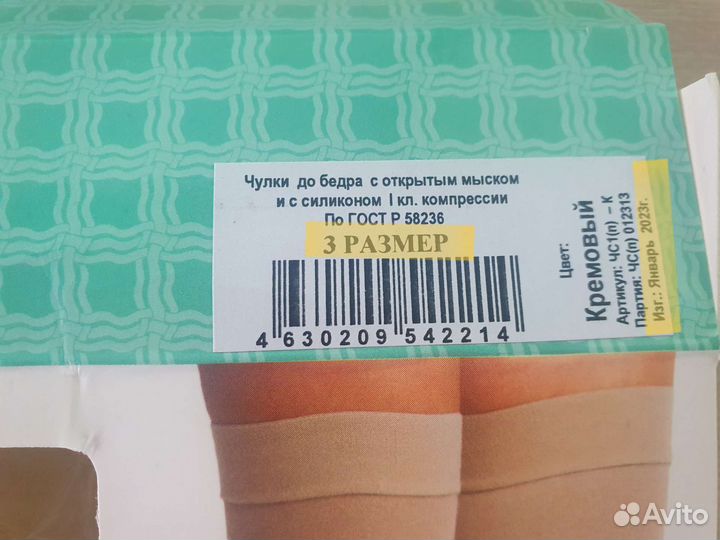 Чулки до бедра с открытым мыском
и с силиконом I кл. компрессии
По ГОСТ Р 58236
3 РАЗМЕР
4 630209 542214
Цвет:
Кремовый
Артикул: ЧС1(п) – К
Партия: ЧС(п) 012313
Изг.: Январь 2023г.
Avito